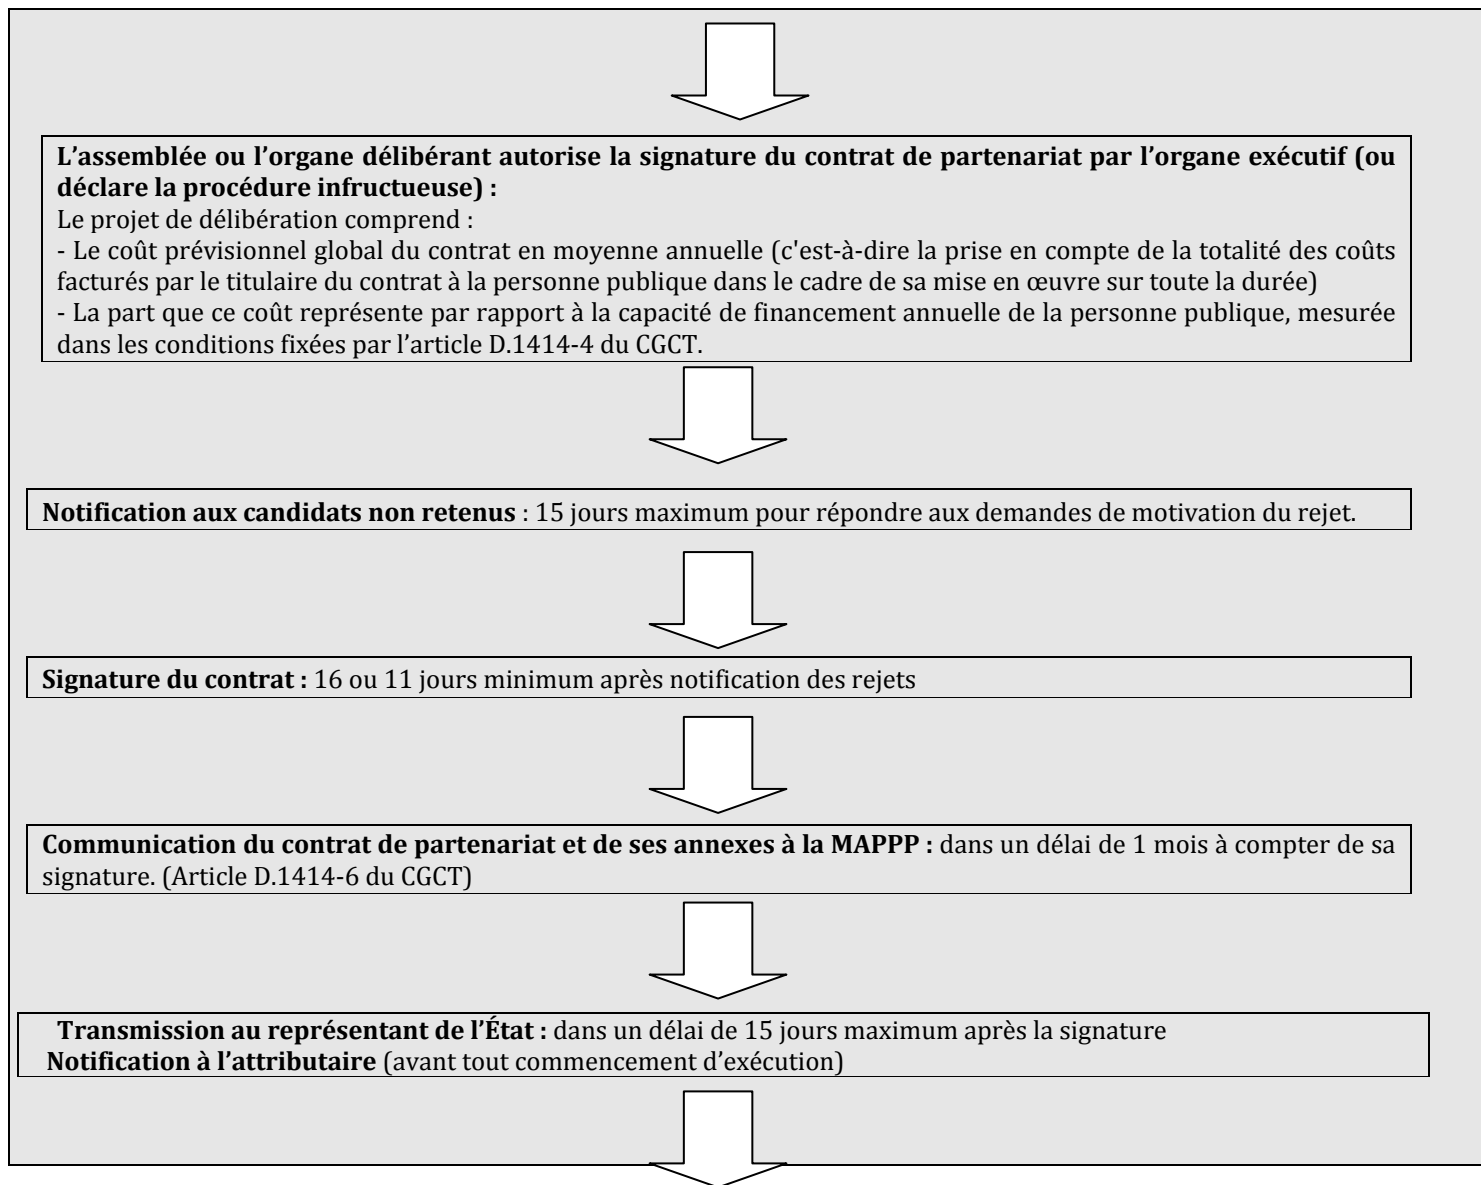 L’assemblée ou l’organe délibérant autorise la signature du contrat de partenariat par l’organe exécutif (ou
déclare la procédure infructueuse) :
Le projet de délibération comprend :
- Le coût prévisionnel global du contrat en moyenne annuelle (c'est-à-dire la prise en compte de la totalité des coûts
facturés par le titulaire du contrat à la personne publique dans le cadre de sa mise en œuvre sur toute la durée)
- La part que ce coût représente par rapport à la capacité de financement annuelle de la personne publique, mesurée
dans les conditions fixées par l’article D.1414-4 du CGCT.
Notification aux candidats non retenus : 15 jours maximum pour répondre aux demandes de motivation du rejet.
Signature du contrat : 16 ou 11 jours minimum après notification des rejets
Communication du contrat de partenariat et de ses annexes à la MAPPP : dans un délai de 1 mois à compter de sa
signature. (Article D.1414-6 du CGCT)
Transmission au représentant de l’État : dans un délai de 15 jours maximum après la signature
Notification à l’attributaire (avant tout commencement d’exécution)